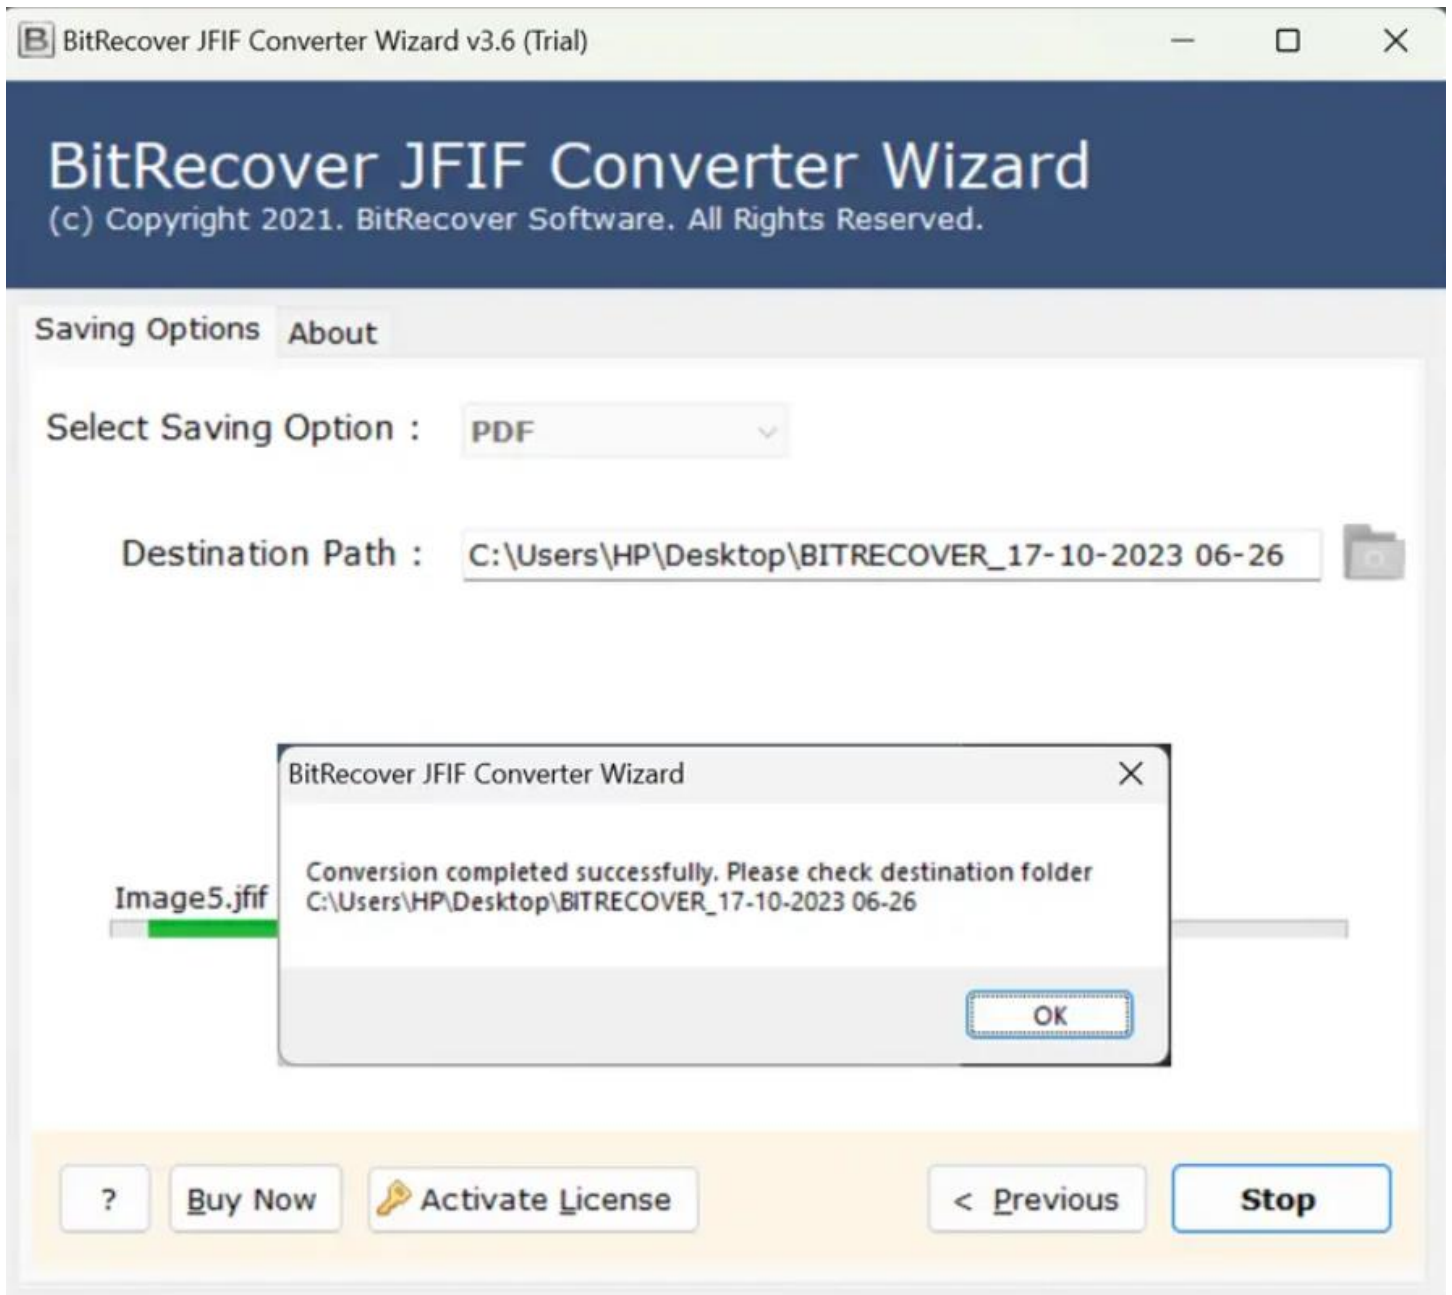 BitRecover JFIF Converter Wizard v3.6 (Trial)
BitRecover JFIF Converter Wizard
(c) Copyright 2021. BitRecover Software. All Rights Reserved.
Saving Options About
Select Saving Option : PDF
Destination Path : C:\Users\HP\Desktop\BITRECOVER_17-10-2023 06-26
BitRecover JFIF Converter Wizard
Conversion completed successfully. Please check destination folder
Image5.jfif C:\Users\HP\Desktop\BITRECOVER_17-10-2023 06-26
OK
? Buy Now Activate License < Previous Stop